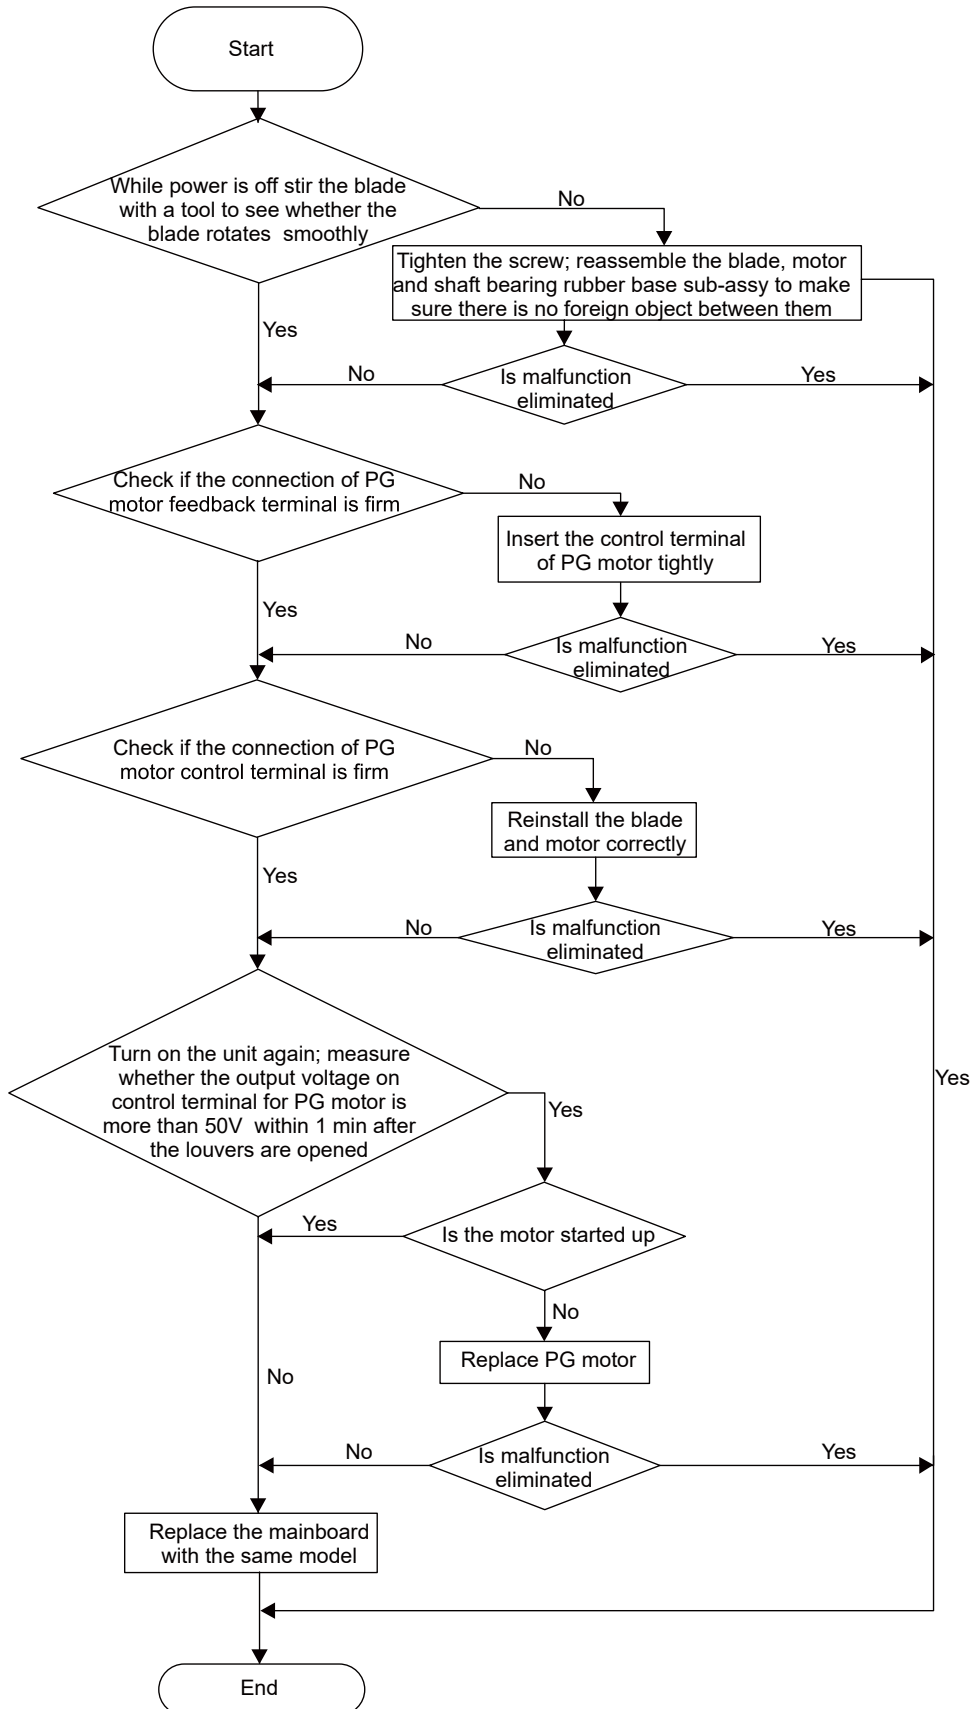 Start
While power is off stir the blade
with a tool to see whether the
blade rotates smoothly
No
Tighten the screw; reassemble the blade, motor
and shaft bearing rubber base sub-assy to make
sure there is no foreign object between them
Yes
No
Is malfunction
eliminated
Yes
Check if the connection of PG
motor feedback terminal is firm
No
Insert the control terminal
of PG motor tightly
Yes
No
Is malfunction
eliminated
Yes
Check if the connection of PG
motor control terminal is firm
No
Reinstall the blade
and motor correctly
Yes
No
Is malfunction
eliminated
Yes
Turn on the unit again; measure
whether the output voltage on
control terminal for PG motor is
more than 50V within 1 min after
the louvers are opened
Yes
Yes
Yes
Is the motor started up
No
Replace PG motor
No
No
Is malfunction
eliminated
Yes
Replace the mainboard
with the same model
End